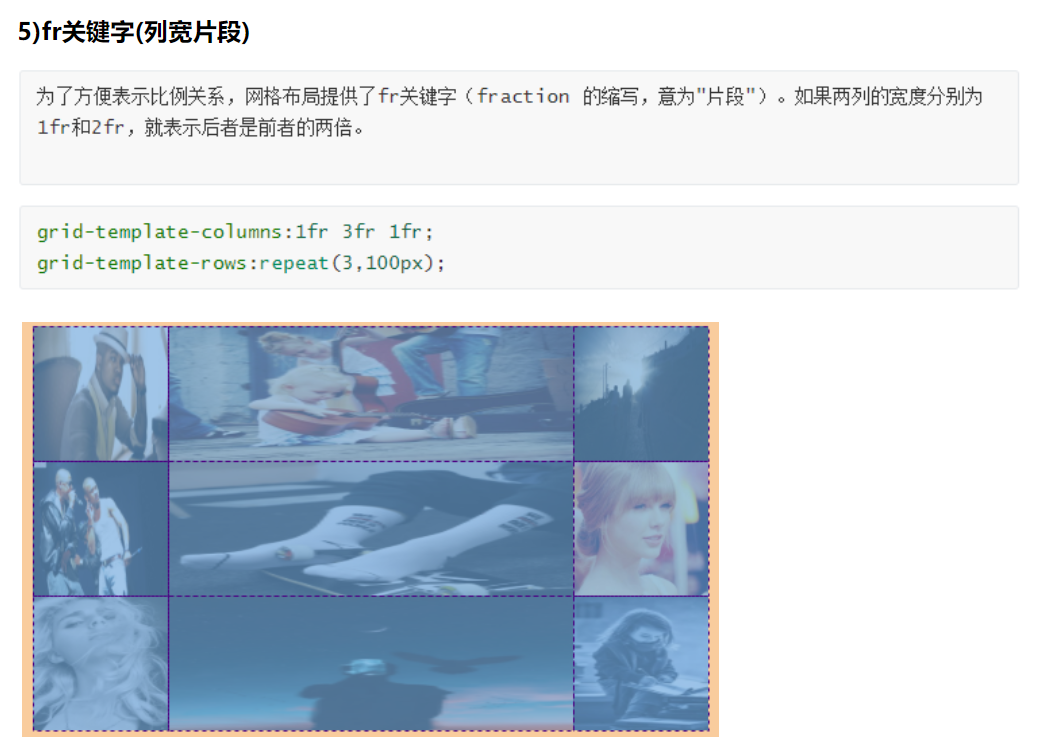 5)fr关键字(列宽片段)
为了方便表示比例关系，网格布局提供了fr关键字（fraction 的缩写，意为"片段"）。如果两列的宽度分别为
1fr和2fr，就表示后者是前者的两倍。
grid-template-columns:1fr 3fr 1fr;
grid-template-rows:repeat(3,100px);